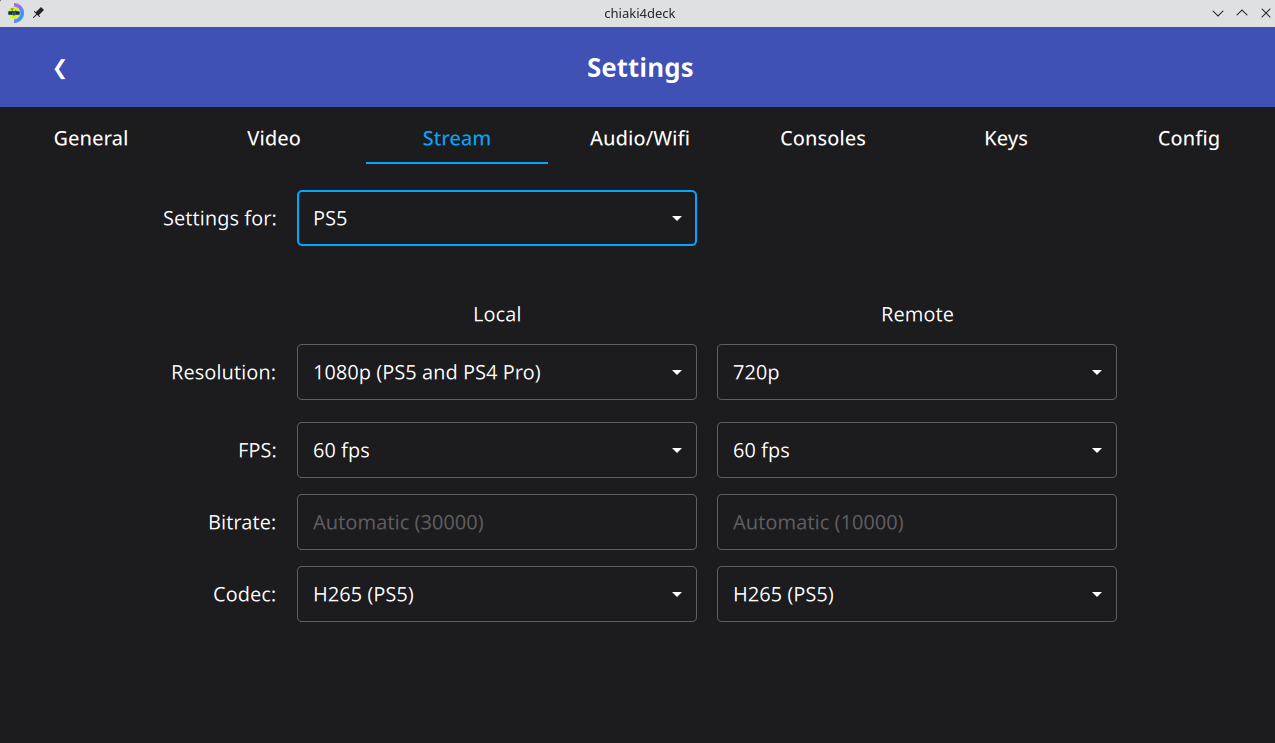 chiaki4deck
Settings
General Video Stream Audio/Wifi Consoles Keys Config
Settings for: PS5
Local Remote
Resolution: 1080p (PS5 and PS4 Pro) 720p
FPS: 60 fps 60 fps
Bitrate: Automatic (30000) Automatic (10000)
Codec: H265 (PS5) H265 (PS5)